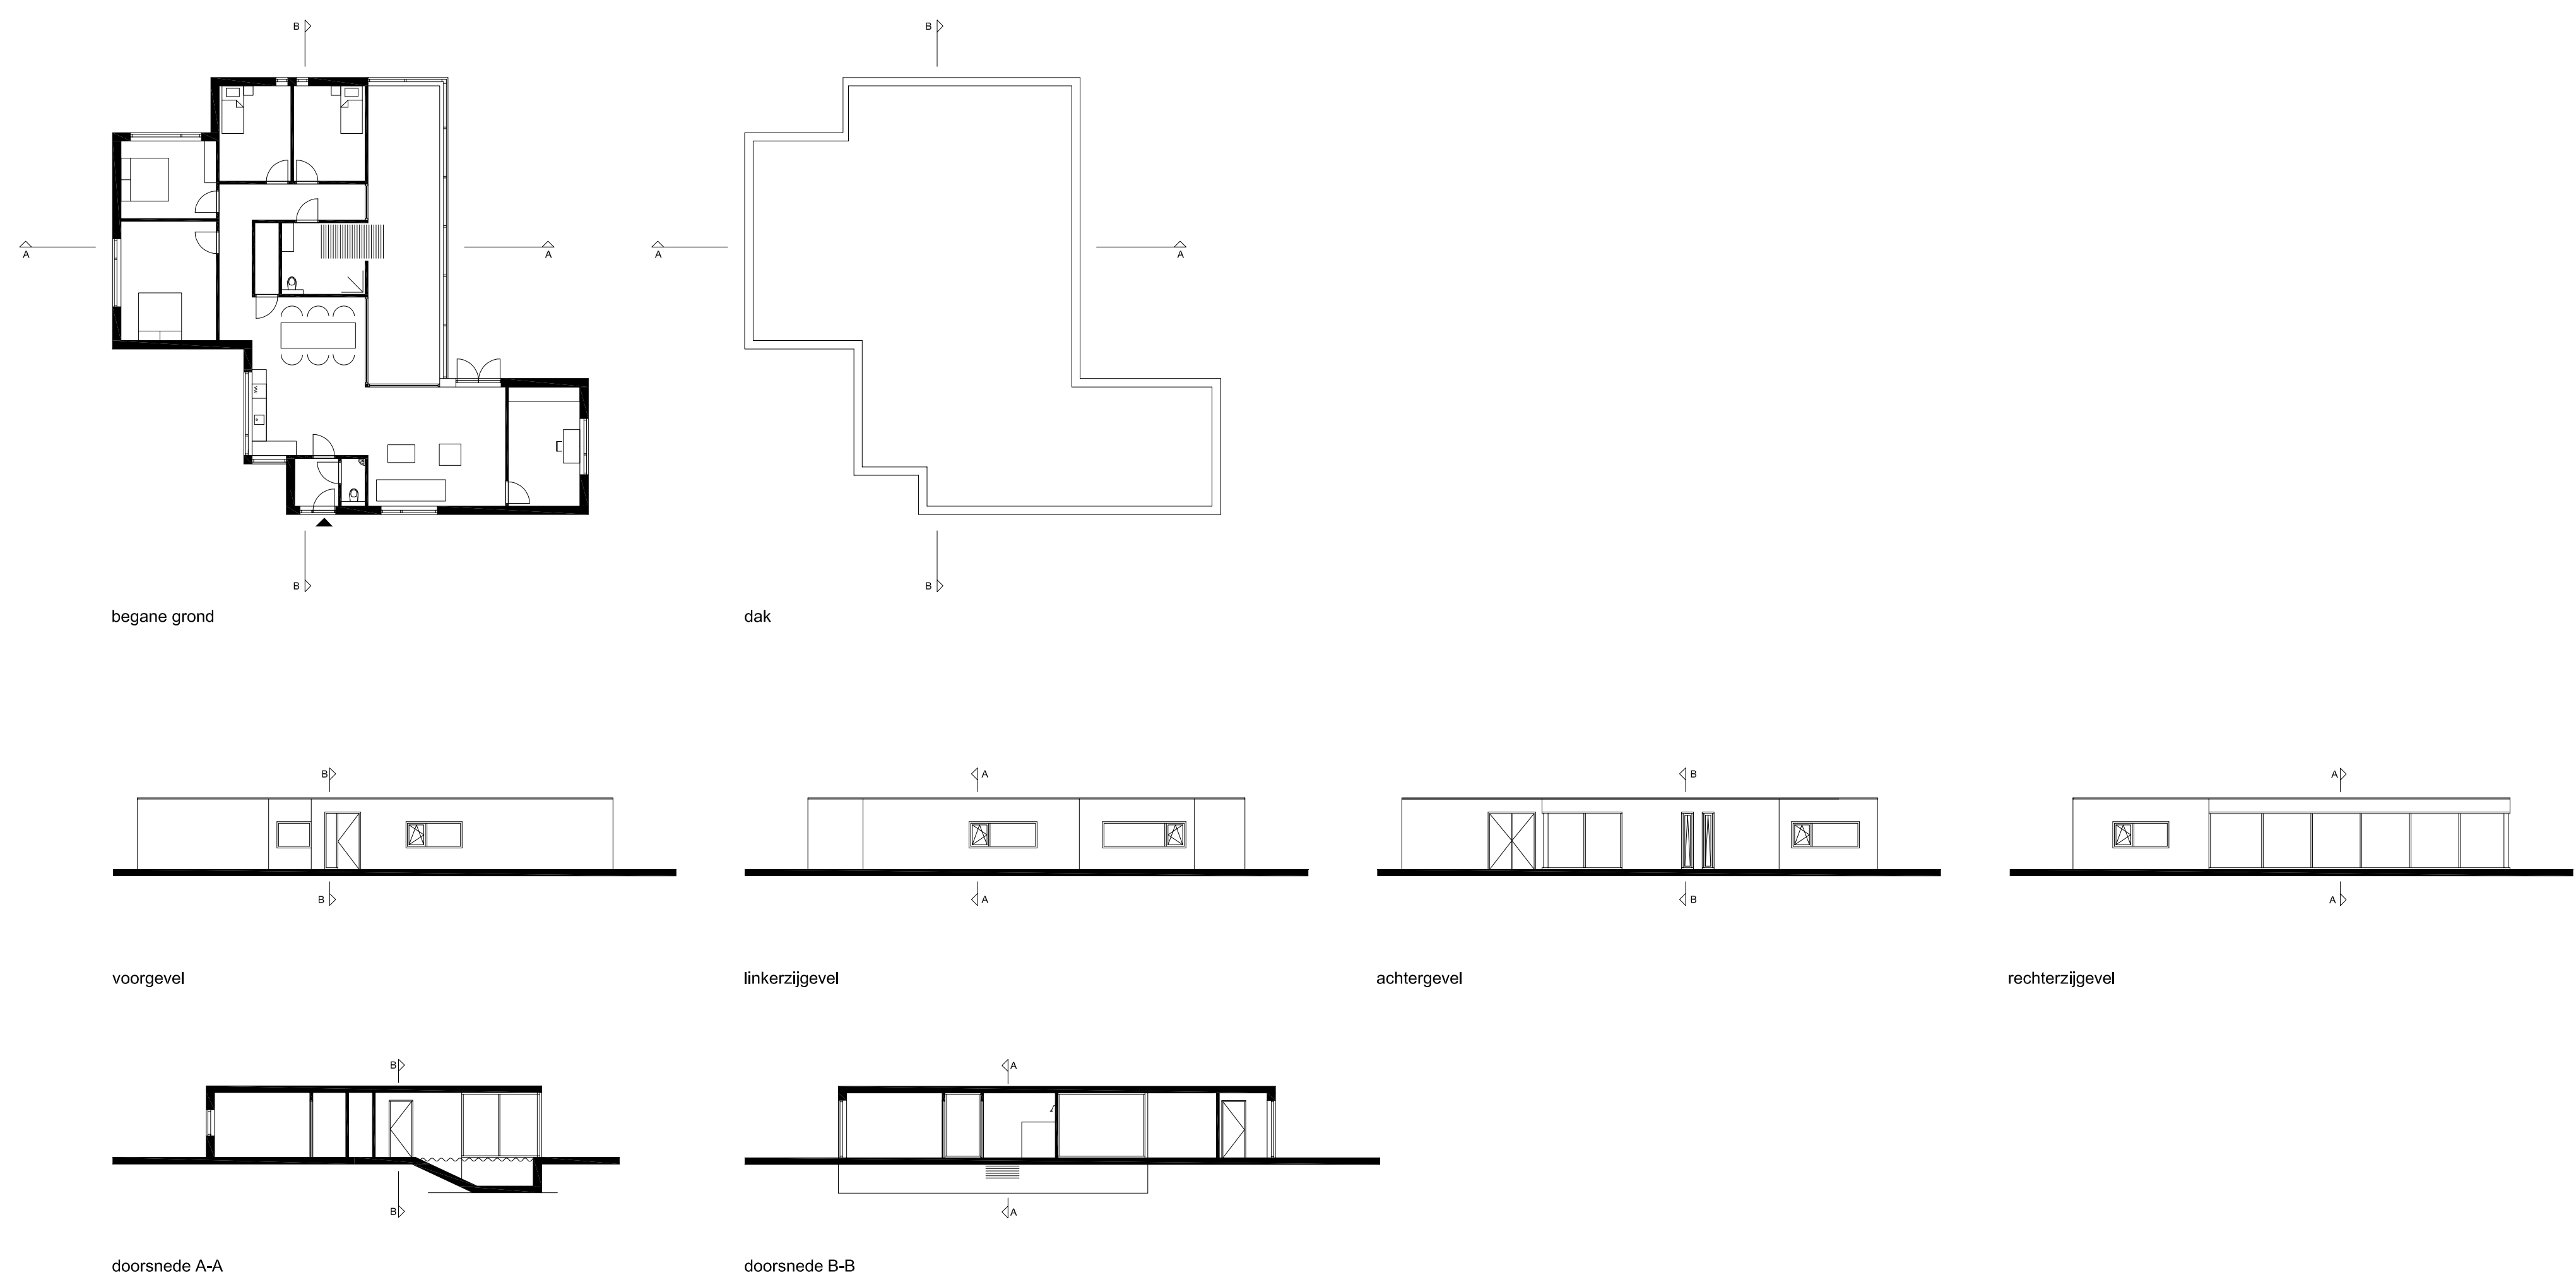 B
B
A
A
A
A
B
B
begane grond
dak
B
A
B
A
B
A
B
A
voorgevel
linkerzijgevel
achtergevel
rechterzijgevel
B
A
B
A
doorsnede A-A
doorsnede B-B